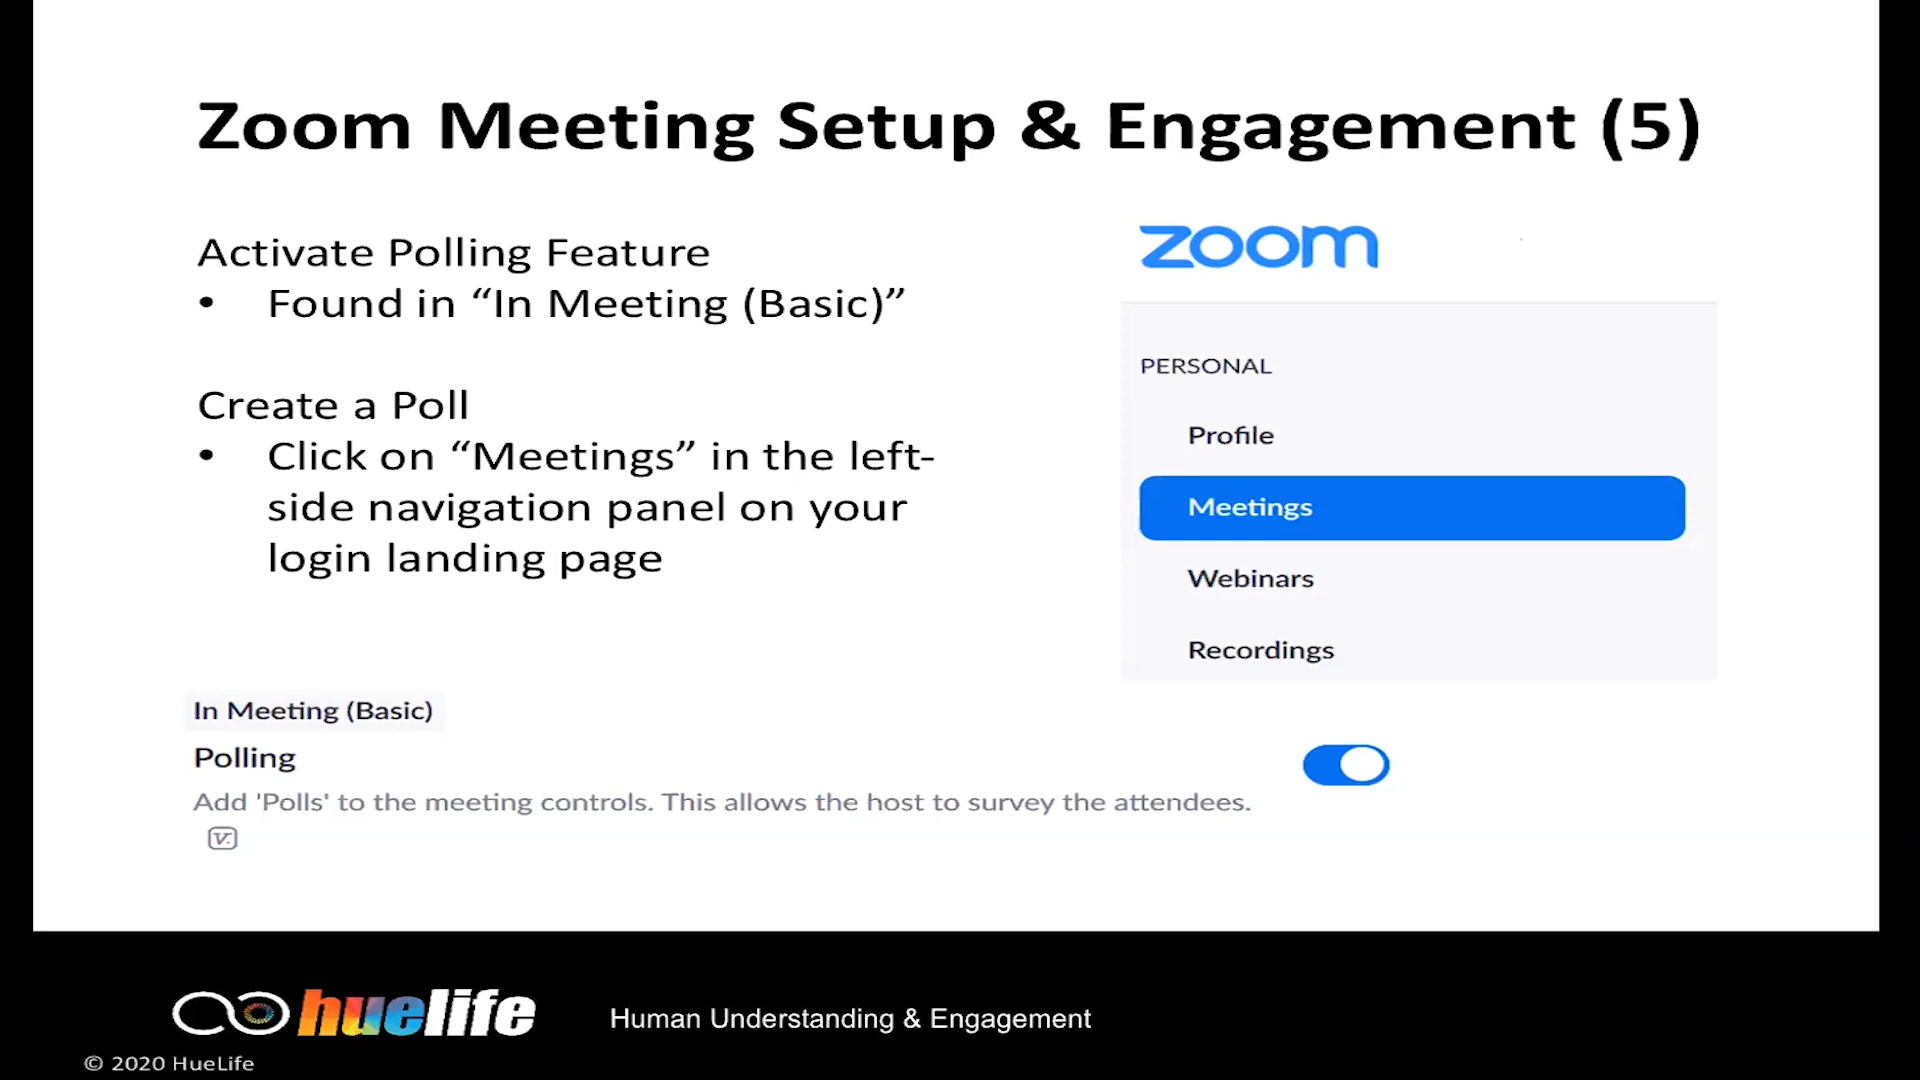 Zoom Meeting Setup & Engagement (5)
Activate Polling Feature
• Found in “In Meeting (Basic)”
Create a Poll
• Click on “Meetings” in the left-
side navigation panel on your
login landing page
zoom
PERSONAL
Profile
Meetings
Webinars
Recordings
In Meeting (Basic)
Polling
Add 'Polls' to the meeting controls. This allows the host to survey the attendees.
huelife
Human Understanding & Engagement
© 2020 HueLife